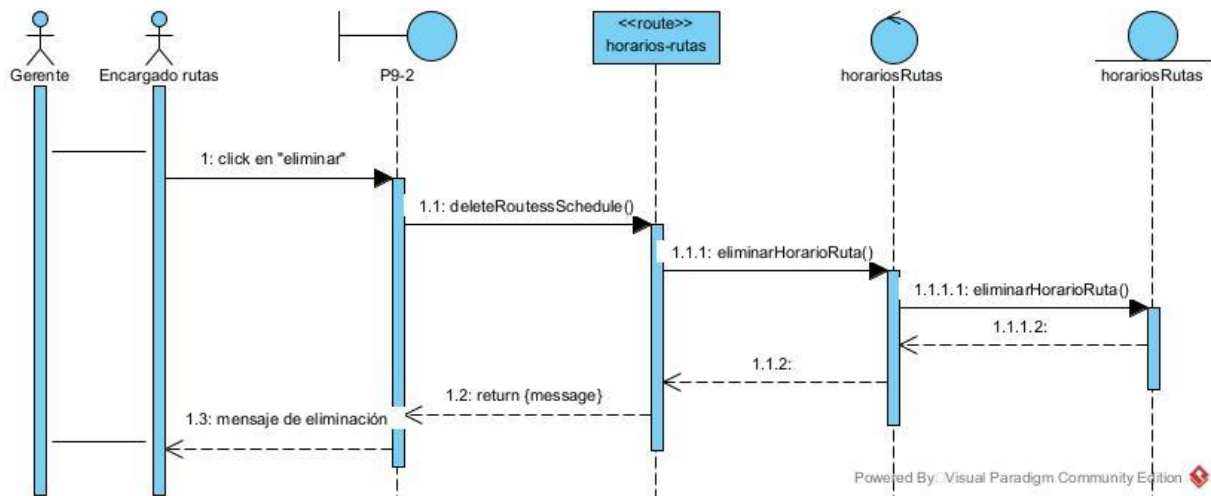 <<route>>
horarios-rutas
Gerente
Encargado rutas
P9-2
horariosRutas
horariosRutas
1: click en "eliminar"
1.1: deleteRoutessSchedule()
1.1.1: eliminarHorarioRuta()
1.1.1.1: eliminarHorarioRuta()
1.1.1.2:
1.1.2:
1.2: return {message}
1.3: mensaje de eliminación
Powered By Visual Paradigm Community Edition